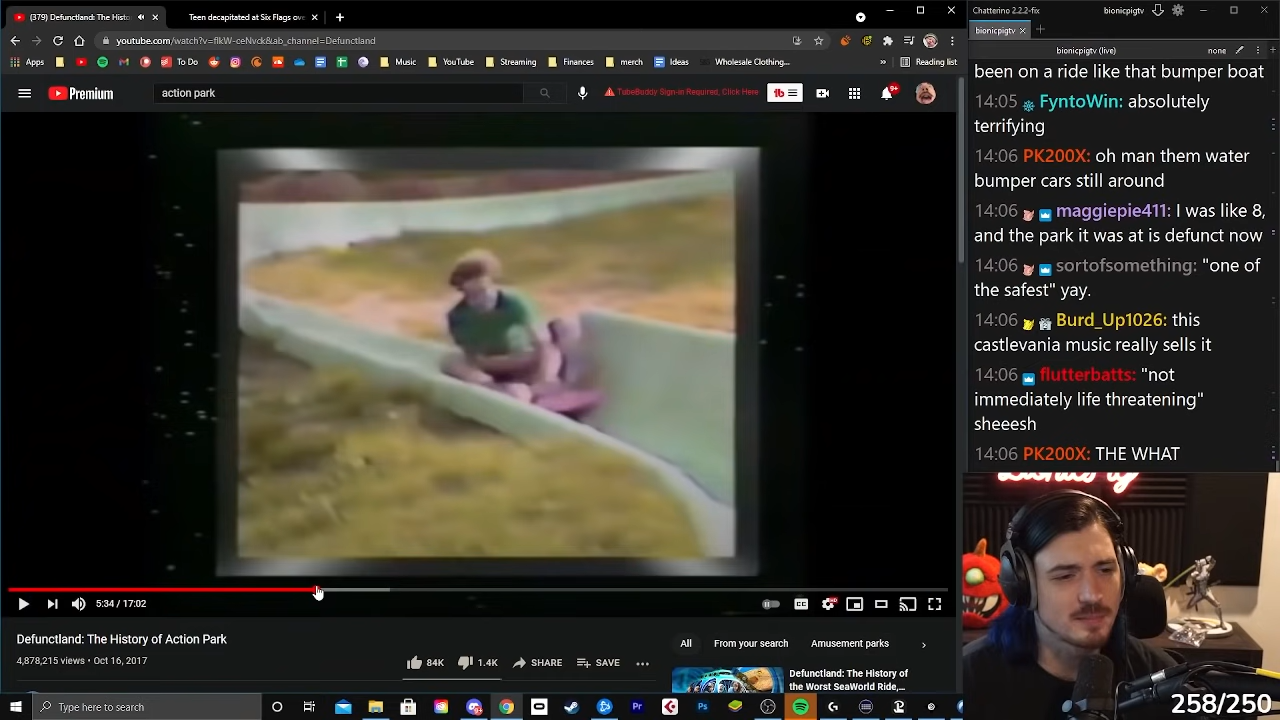 (379) Defunctland: The Hist
Teen decapitated at Six Flags ove
youtube.com/watch?v=flkW-ceNvck&ab_channel=Defunctland
Apps
To Do
Music
YouTube
Streaming
Finances
merch
Ideas
Wholesale Clothing...
»
Reading list
Premium
action park
TubeBuddy Sign-in Required, Click Here
9+
5:34 / 17:02
CC
HD
Defunctland: The History of Action Park
4,878,215 views • Oct 16, 2017
84K
1.4K
SHARE
SAVE
All
From your search
Amusement parks
Defunctland: The History of
the Worst SeaWorld Ride,...
Type here to search
Chatterino 2.2.2-fix
bionicpigtv
bionicpigtv
bionicpigtv (live)
none
been on a ride like that bumper boat
14:05 FyntoWin: absolutely
terrifying
14:06 PK200X: oh man them water
bumper cars still around
14:06 maggiepie411: I was like 8,
and the park it was at is defunct now
14:06 sortofsomething: "one of
the safest" yay.
14:06 Burd_Up1026: this
castlevania music really sells it
14:06 flutterbatts: "not
immediately life threatening"
sheeesh
14:06 PK200X: THE WHAT
258/250